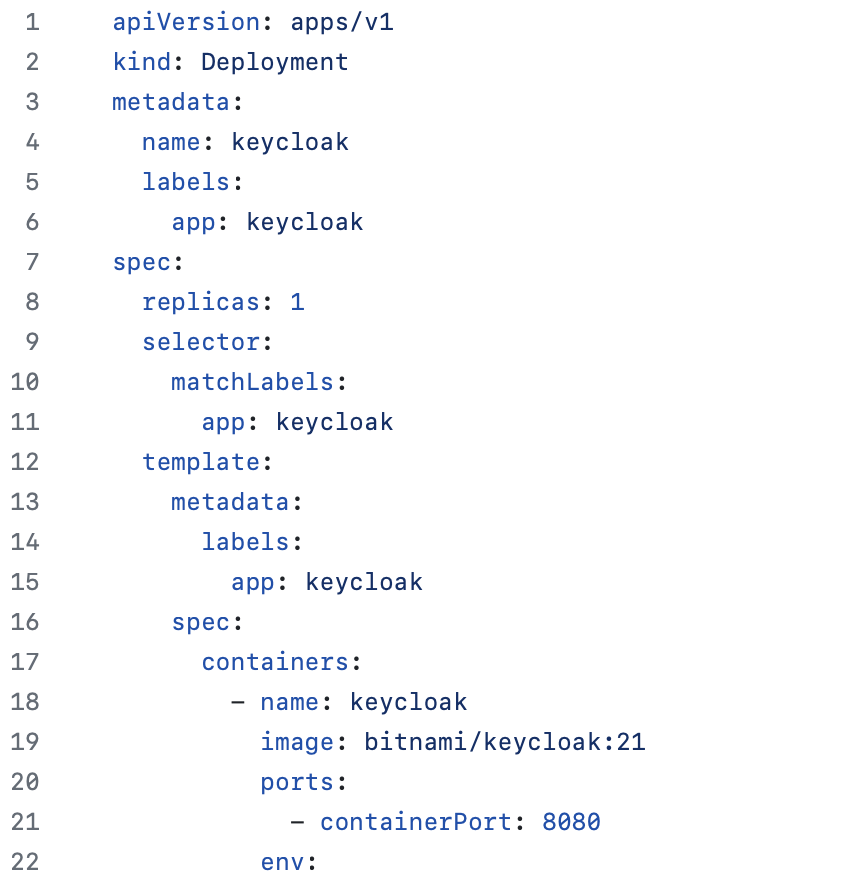 1 apiVersion: apps/v1
2 kind: Deployment
3 metadata:
4   name: keycloak
5   labels:
6     app: keycloak
7 spec:
8   replicas: 1
9   selector:
10     matchLabels:
11       app: keycloak
12   template:
13     metadata:
14       labels:
15         app: keycloak
16     spec:
17       containers:
18         - name: keycloak
19           image: bitnami/keycloak:21
20           ports:
21             - containerPort: 8080
22           env: